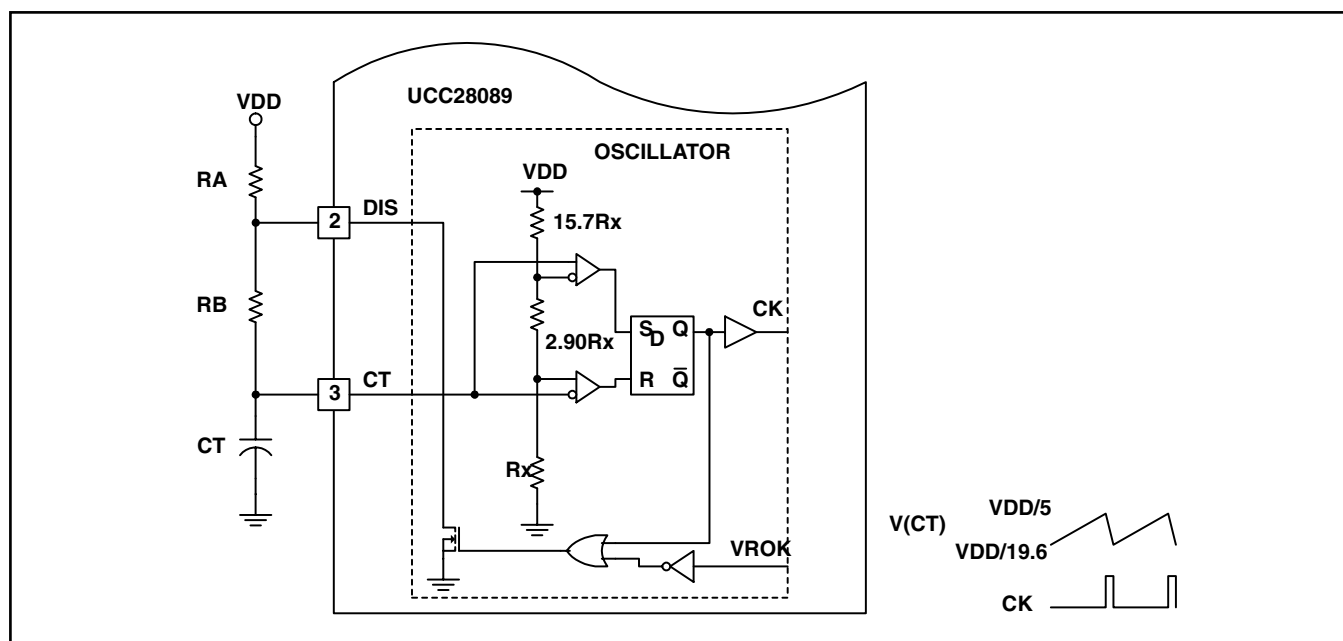 UCC28089
VDD
OSCILLATOR
VDD
RA
DIS
2
15.7Rx
RB
CK
S_D Q
2.90Rx
CT
3
R Q̅
CT
Rx
VROK
V(CT)
VDD/5
VDD/19.6
CK